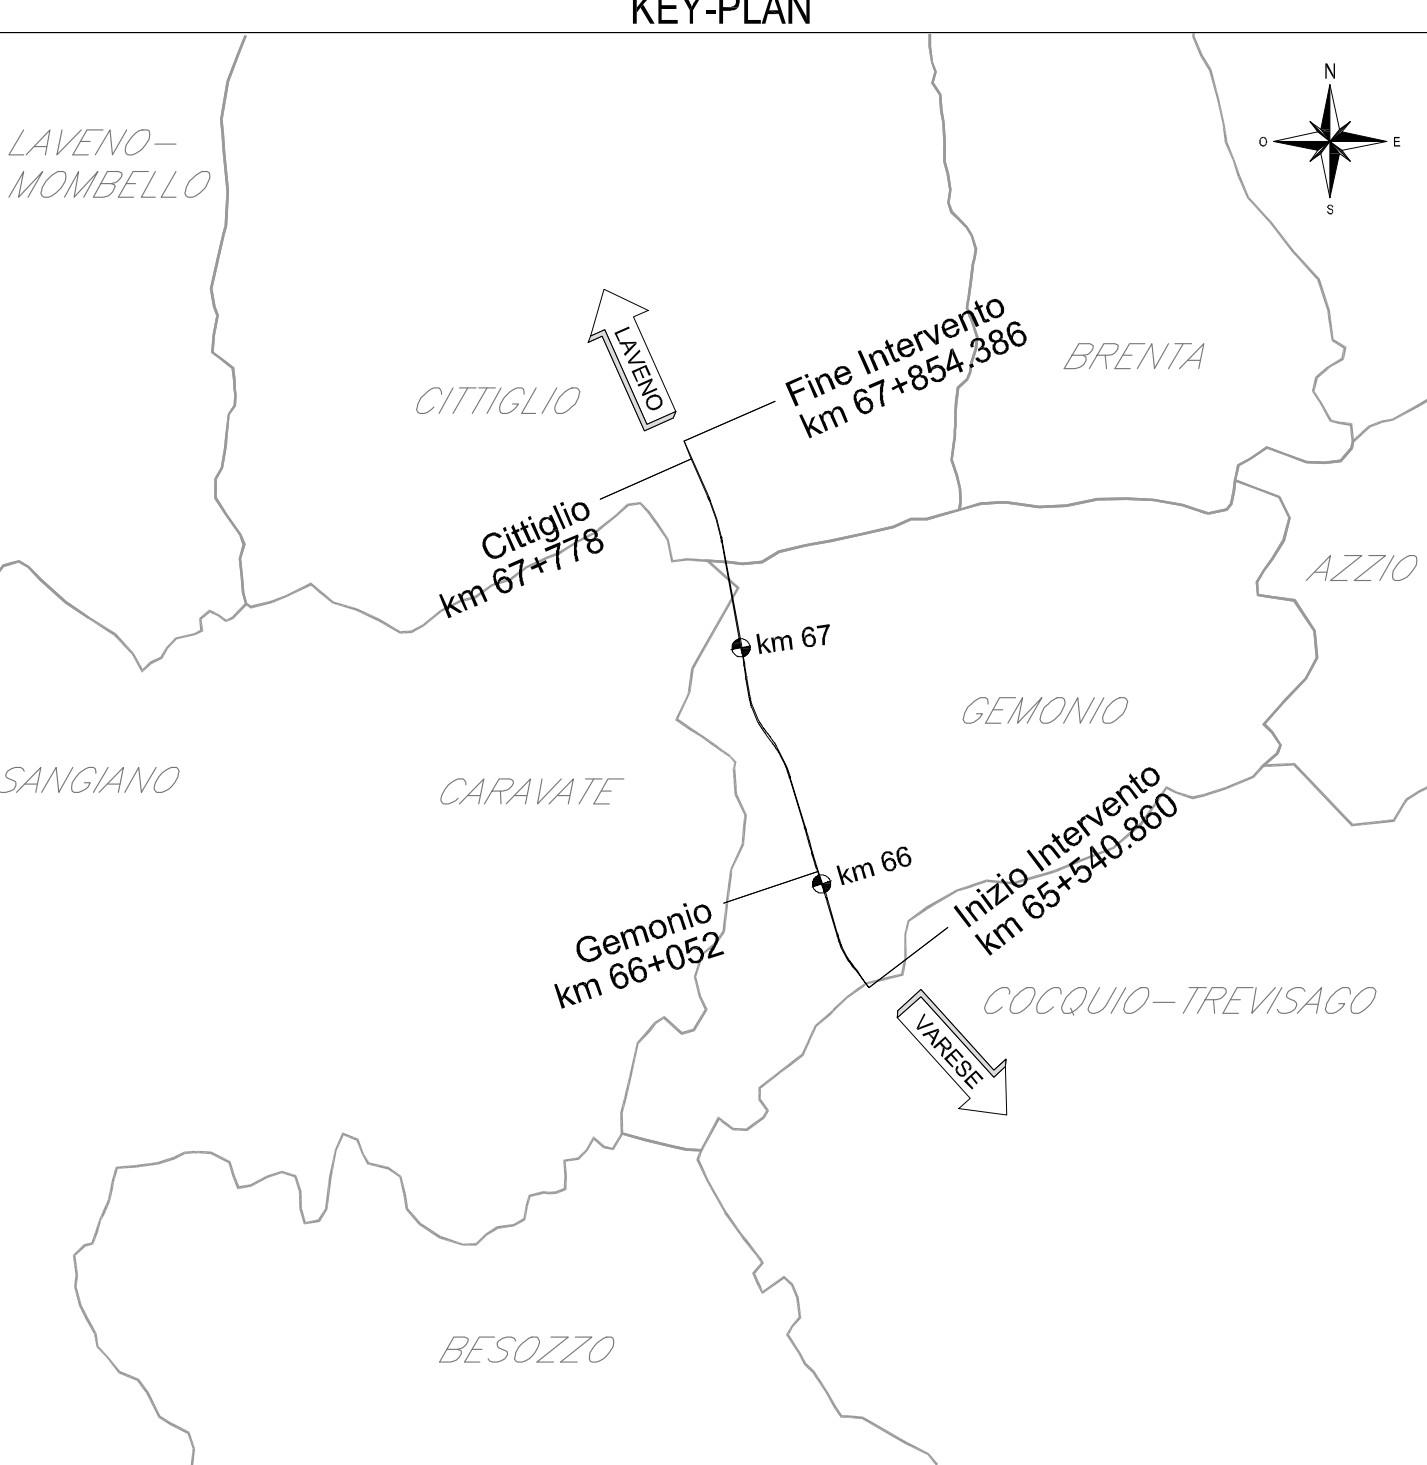 KEY-PLAN
N
O
E
S
LAVENO-
MOMBELLO
LAVENO
Fine Intervento
km 67+854.386
BRENTA
CITTIGLIO
Cittiglio
km 67+778
AZZIO
km 67
GEMONIO
SANGIANO
CARAVATE
km 66
Inizio Intervento
km 65+540.860
Gemonio
km 66+052
COCQUIO-TREVISAGO
VARESE
BESOZZO